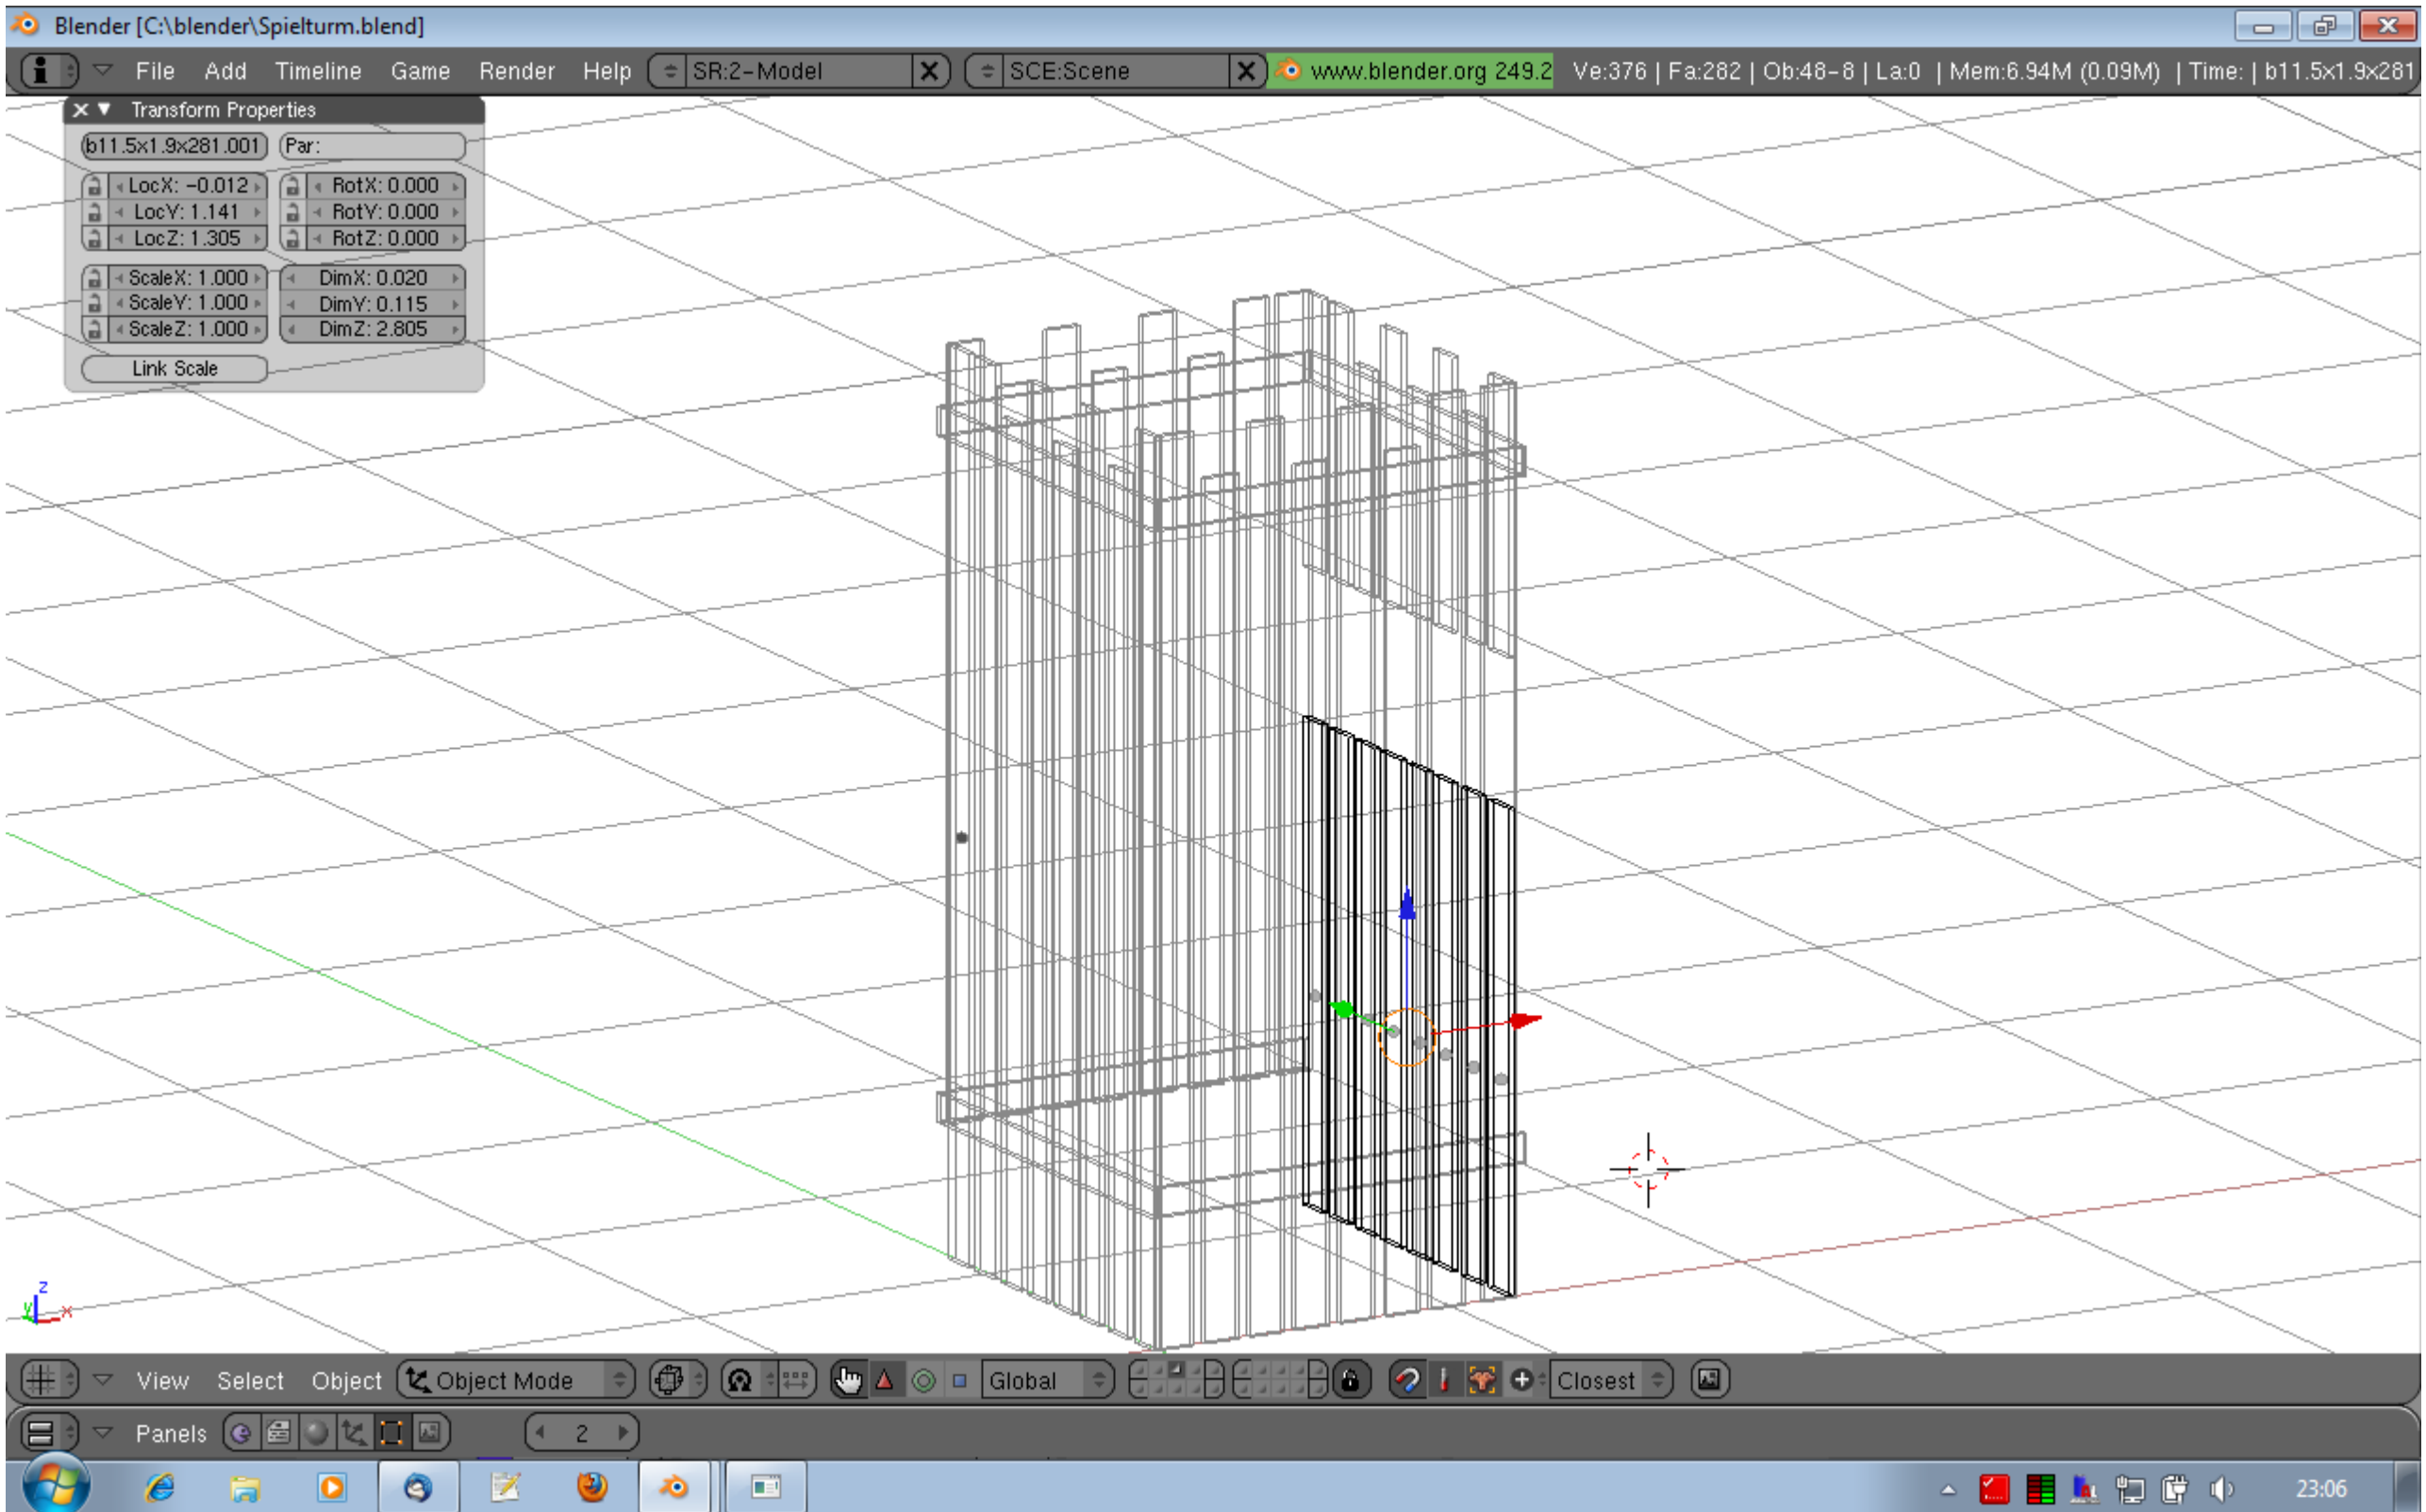 Blender [C:\blender\Spielturm.blend]
File Add Timeline Game Render Help SR:2-Model X SCE:Scene X www.blender.org 249.2 Ve:376 | Fa:282 | Ob:48-8 | La:0 | Mem:6.94M (0.09M) | Time: | b11.5x1.9x281
Transform Properties
b11.5x1.9x281.001 Par:
LocX: -0.012 RotX: 0.000
LocY: 1.141 RotY: 0.000
LocZ: 1.305 RotZ: 0.000
ScaleX: 1.000 DimX: 0.020
ScaleY: 1.000 DimY: 0.115
ScaleZ: 1.000 DimZ: 2.805
Link Scale
z
y x
View Select Object Object Mode Global Closest
Panels 2
23:06